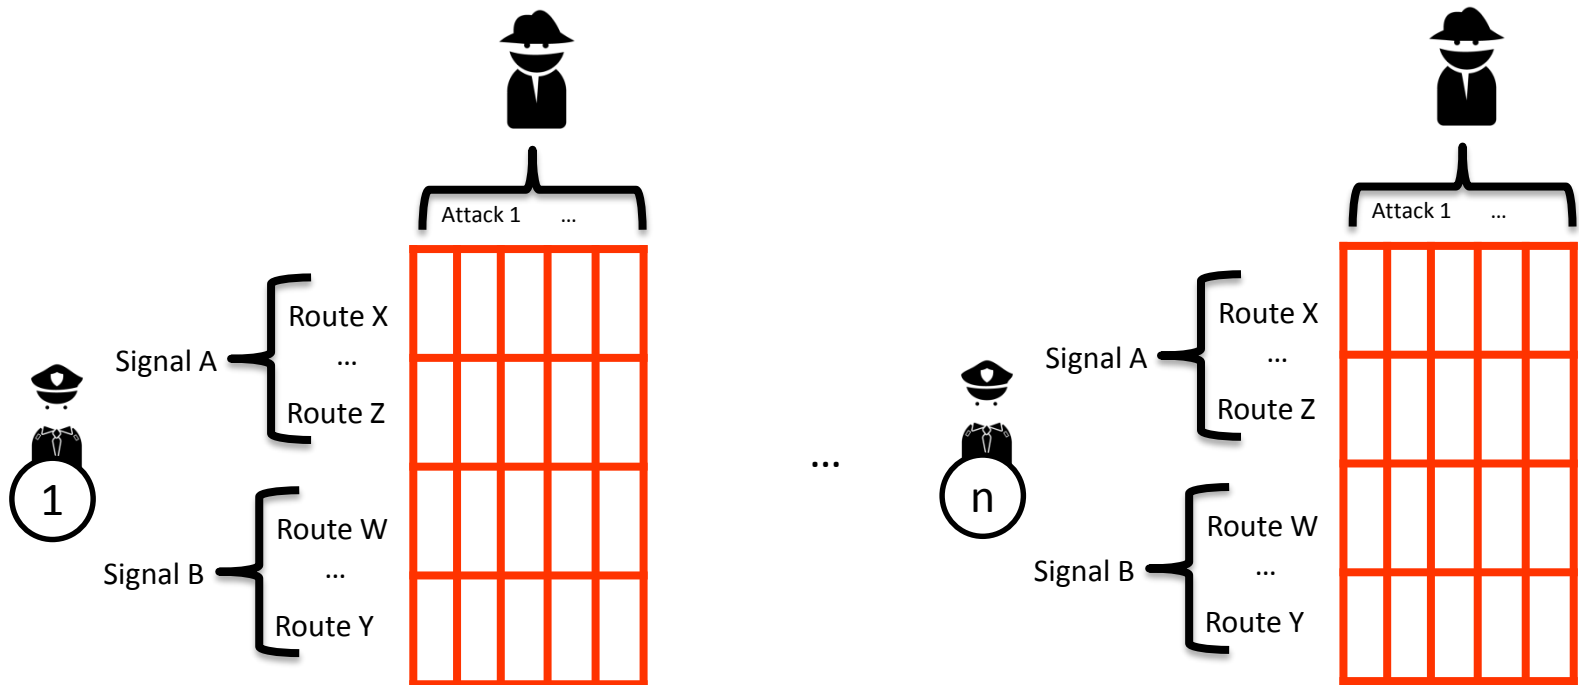 Attack 1 ...
Signal A
Route X
...
Route Z
1
Signal B
Route W
...
Route Y
...
Attack 1 ...
Signal A
Route X
...
Route Z
n
Signal B
Route W
...
Route Y